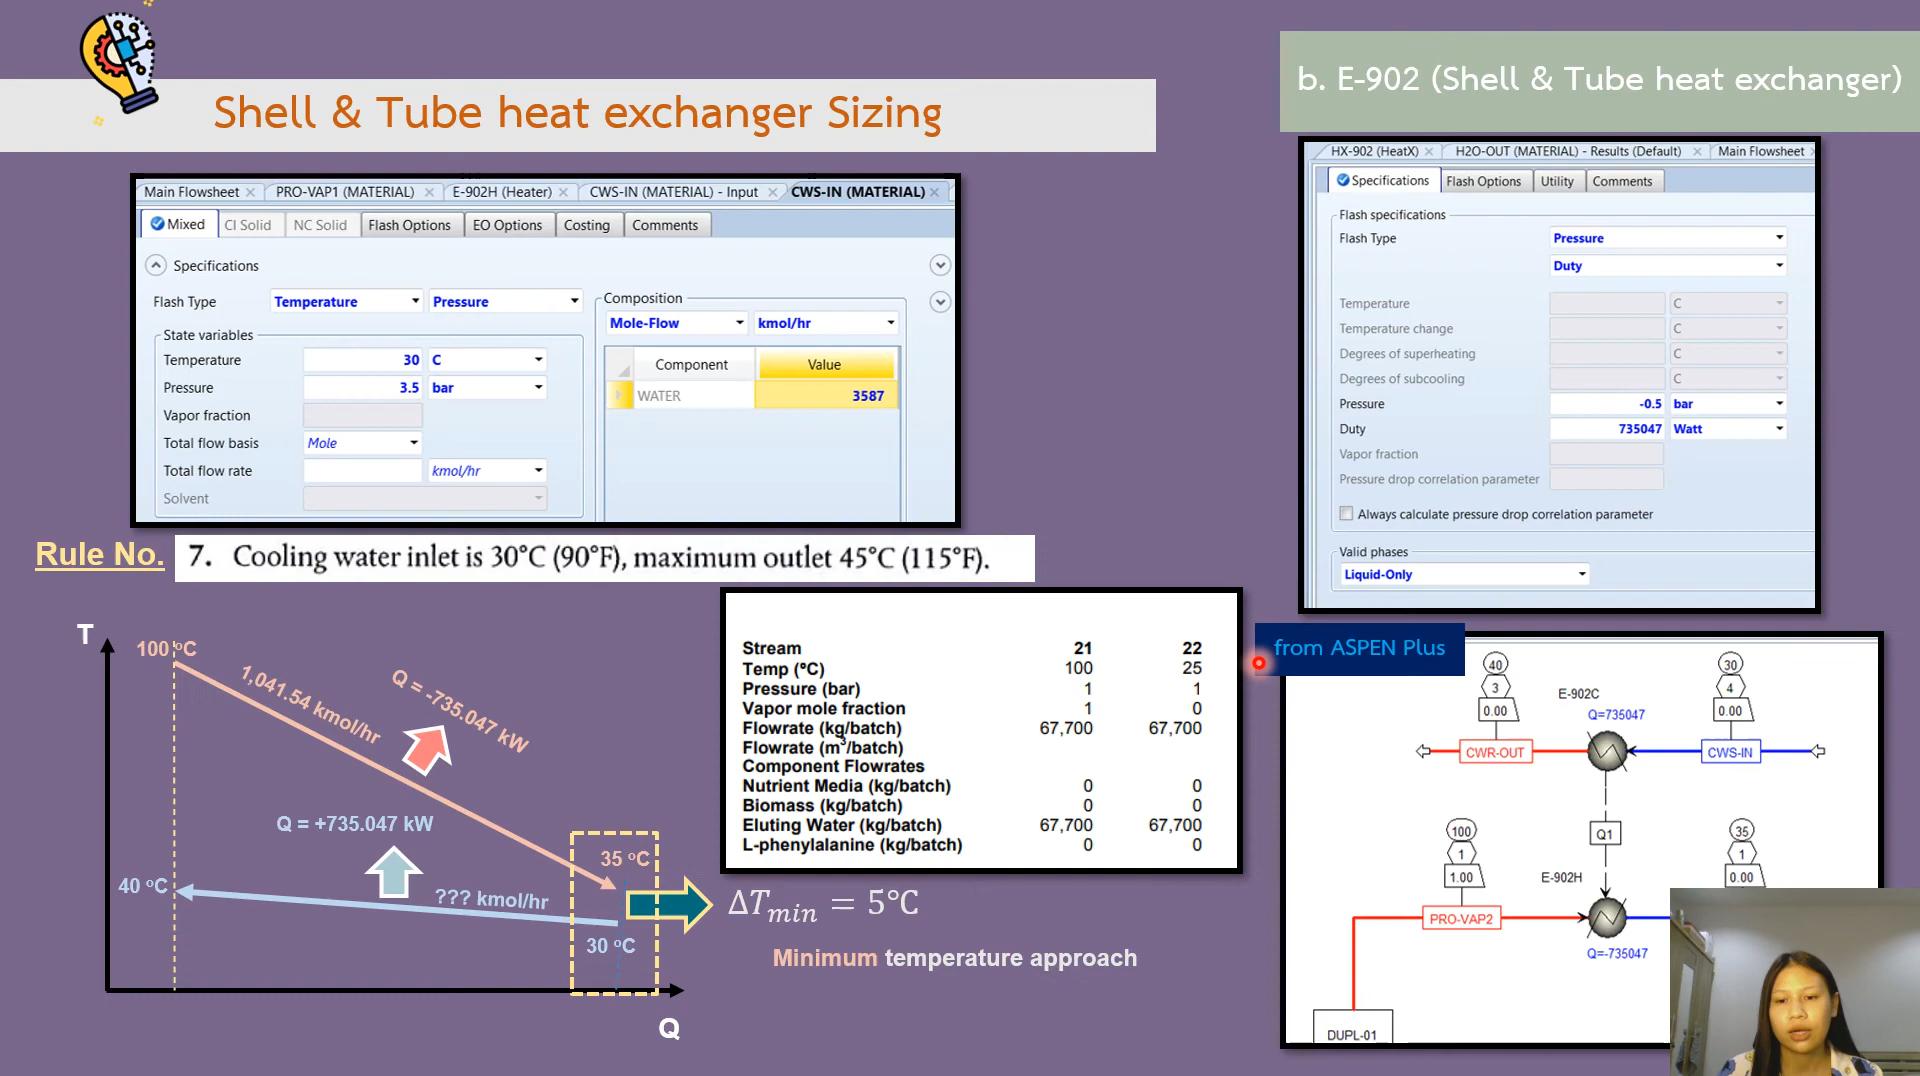 Shell & Tube heat exchanger Sizing
b. E-902 (Shell & Tube heat exchanger)
Main Flowsheet
PRO-VAP1 (MATERIAL)
E-902H (Heater)
CWS-IN (MATERIAL) - Input
CWS-IN (MATERIAL)
Mixed
CI Solid
NC Solid
Flash Options
EO Options
Costing
Comments
Specifications
Flash Type
Temperature
Pressure
State variables
Temperature 30 C
Pressure 3.5 bar
Vapor fraction
Total flow basis Mole
Total flow rate kmol/hr
Solvent
Composition
Mole-Flow kmol/hr
Component Value
WATER 3587
HX-902 (HeatX)
H2O-OUT (MATERIAL) - Results (Default)
Main Flowsheet
Specifications
Flash Options
Utility
Comments
Flash specifications
Flash Type Pressure
Duty
Temperature C
Temperature change C
Degrees of superheating C
Degrees of subcooling C
Pressure -0.5 bar
Duty 735047 Watt
Vapor fraction
Pressure drop correlation parameter
Always calculate pressure drop correlation parameter
Valid phases
Liquid-Only
Rule No.
7. Cooling water inlet is 30°C (90°F), maximum outlet 45°C (115°F).
T
100 °C
1,041.54 kmol/hr
Q = -735.047 kW
Q = +735.047 kW
35 °C
40 °C
??? kmol/hr
30 °C
Q
ΔTmin = 5℃
Minimum temperature approach
Stream 21 22
Temp (ºC) 100 25
Pressure (bar) 1 1
Vapor mole fraction 1 0
Flowrate (kg/batch) 67,700 67,700
Flowrate (m³/batch)
Component Flowrates
Nutrient Media (kg/batch) 0 0
Biomass (kg/batch) 0 0
Eluting Water (kg/batch) 67,700 67,700
L-phenylalanine (kg/batch) 0 0
from ASPEN Plus
40
3
0.00
CWR-OUT
E-902C
Q=735047
30
4
0.00
CWS-IN
Q1
100
1
1.00
PRO-VAP2
E-902H
Q=-735047
35
1
0.00
DUPL-01